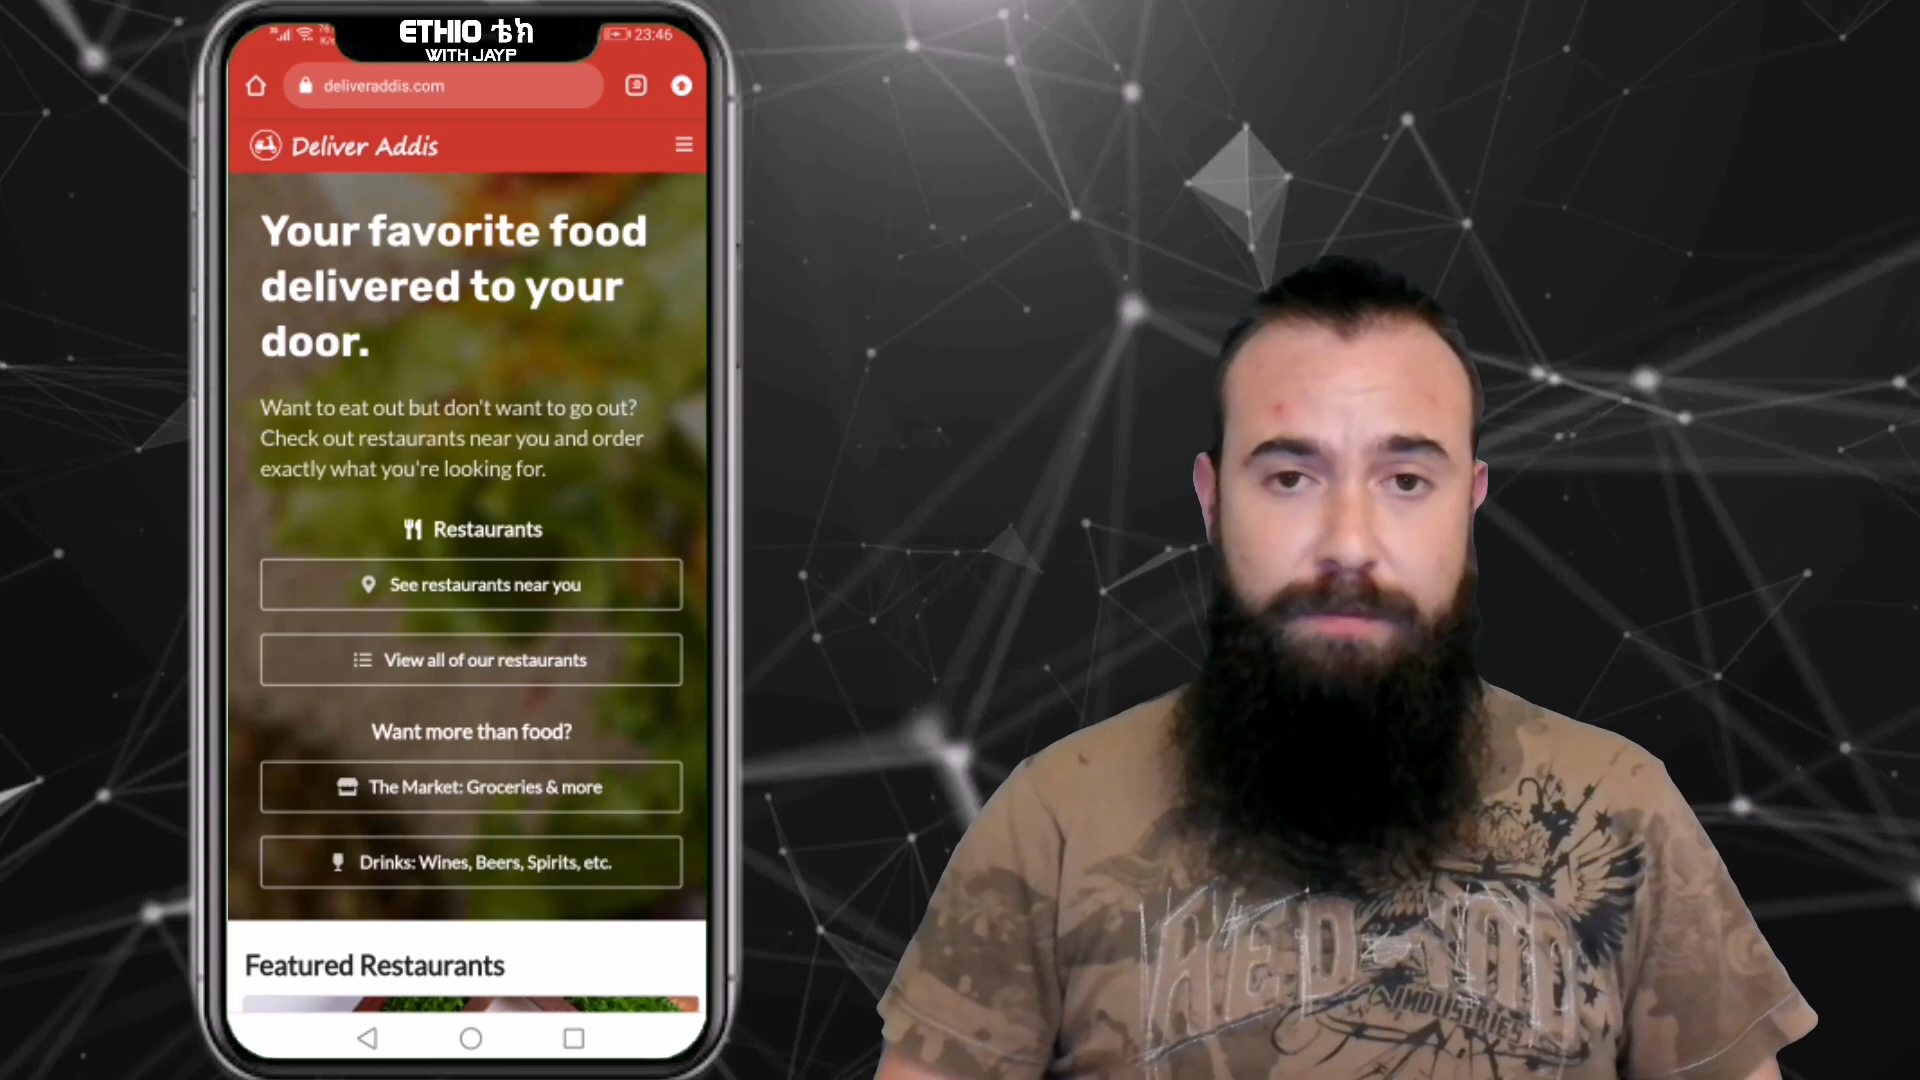 ETHIO ቴክ
WITH JAYP
23:46
deliveraddis.com
Deliver Addis
Your favorite food
delivered to your
door.
Want to eat out but don't want to go out?
Check out restaurants near you and order
exactly what you're looking for.
Restaurants
See restaurants near you
View all of our restaurants
Want more than food?
The Market: Groceries & more
Drinks: Wines, Beers, Spirits, etc.
Featured Restaurants
INDUSTRIES